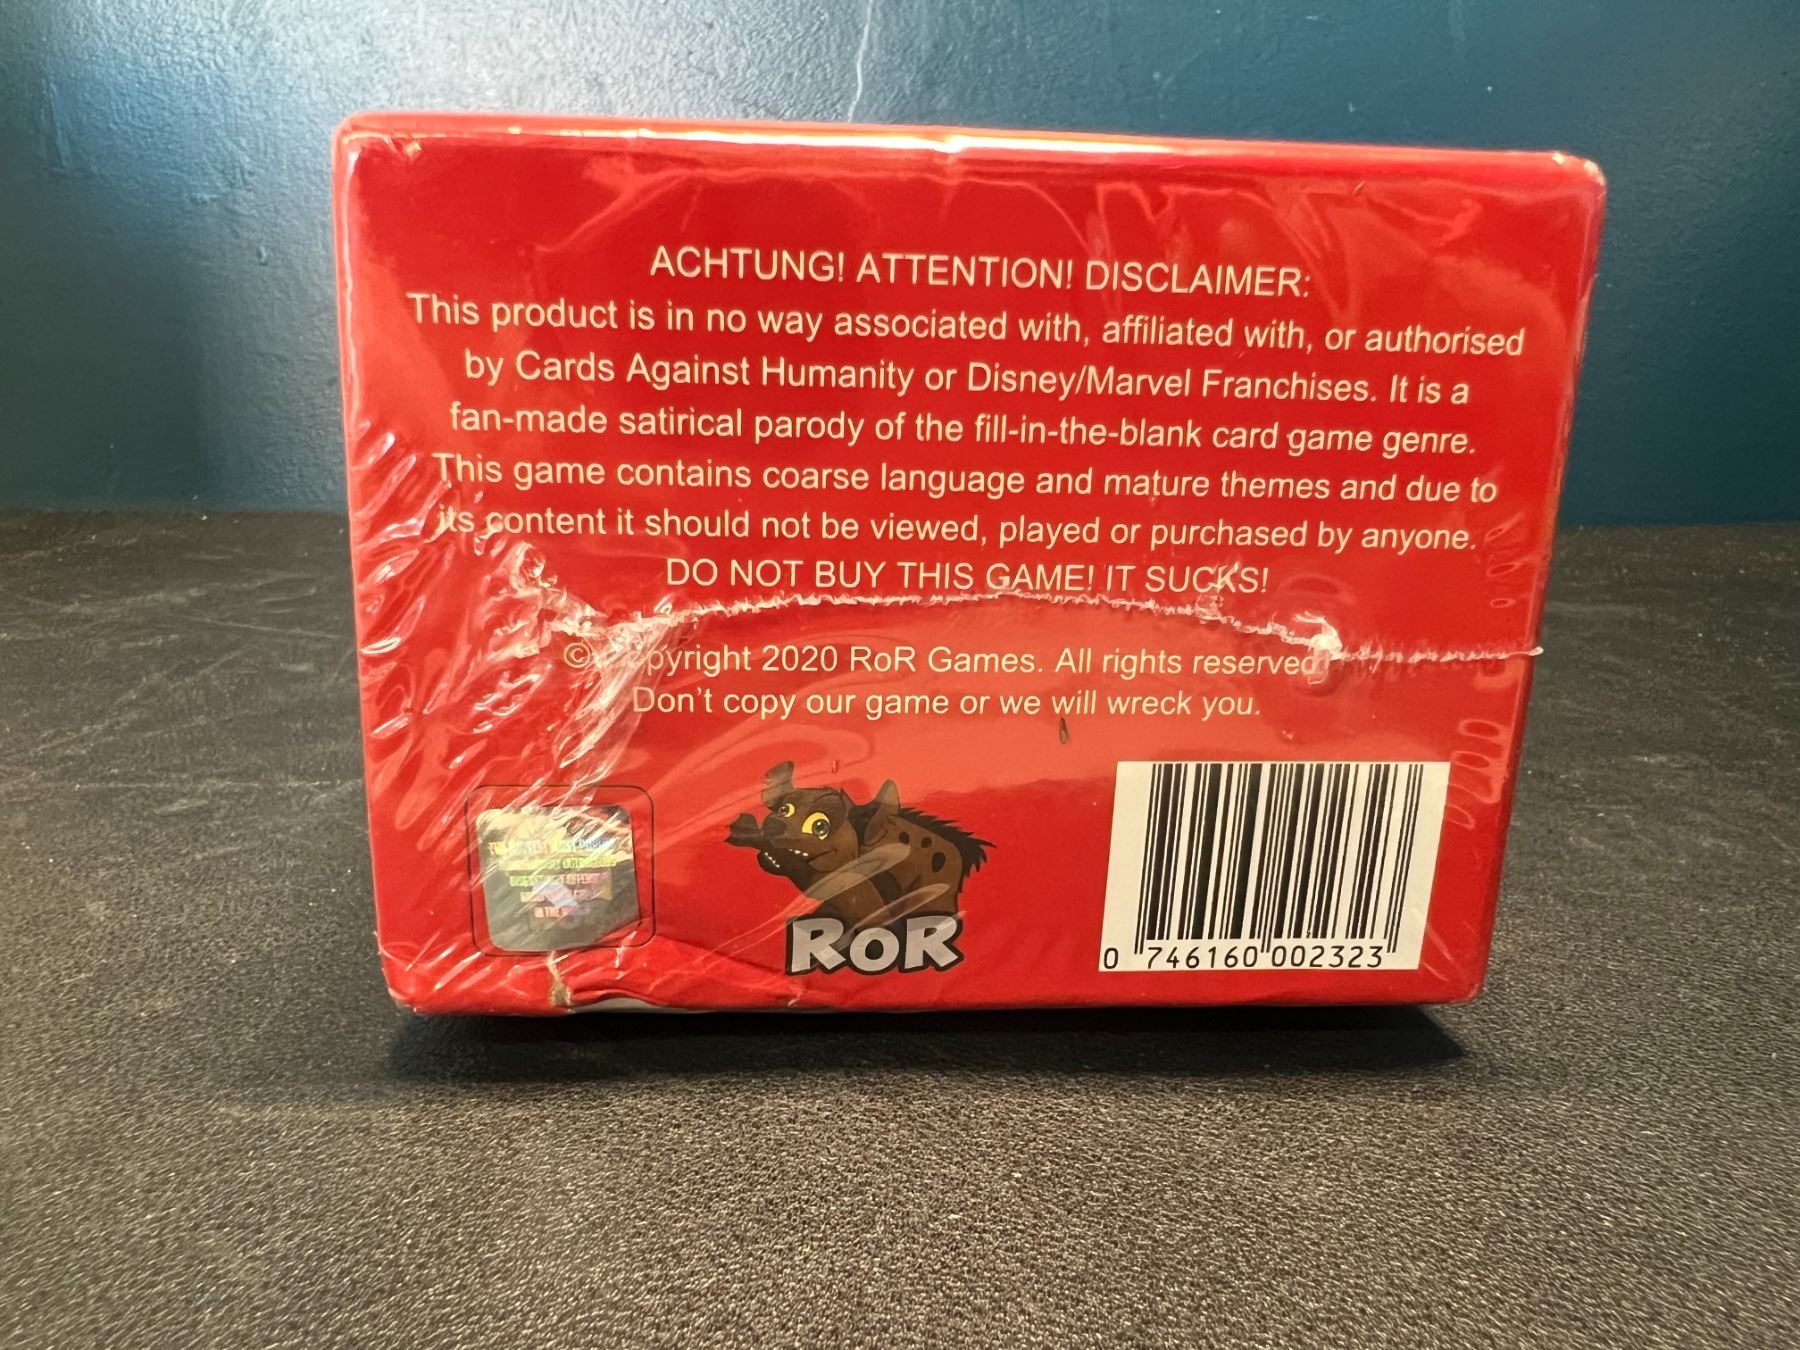 ACHTUNG! ATTENTION! DISCLAIMER:
This product is in no way associated with, affiliated with, or authorised
by Cards Against Humanity or Disney/Marvel Franchises. It is a
fan-made satirical parody of the fill-in-the-blank card game genre.
This game contains coarse language and mature themes and due to
its content it should not be viewed, played or purchased by anyone.
DO NOT BUY THIS GAME! IT SUCKS!
© Copyright 2020 RoR Games. All rights reserved
Don't copy our game or we will wreck you.
RoR
0 746160 002323